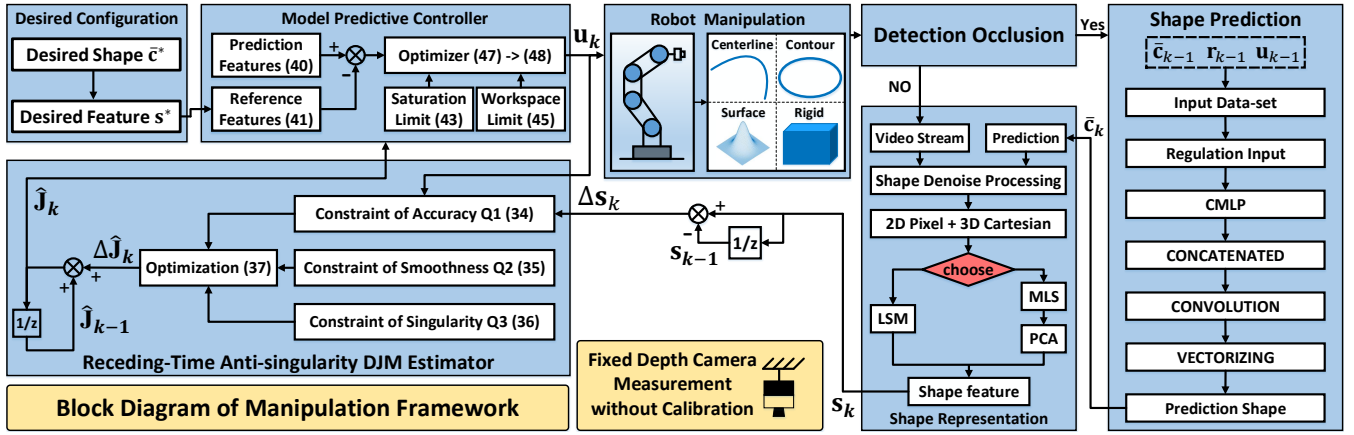 Desired Configuration
Desired Shape c̄*
Desired Feature s*
Model Predictive Controller
Prediction
Features (40)
Reference
Features (41)
+
-
Optimizer (47) -> (48)
Saturation
Limit (43)
Workspace
Limit (45)
u_k
Robot Manipulation
Centerline
Contour
Surface
Rigid
Detection Occlusion
Yes
NO
Shape Prediction
c̄_{k-1} r_{k-1} u_{k-1}
Input Data-set
Regulation Input
CMLP
CONCATENATED
CONVOLUTION
VECTORIZING
Prediction Shape
c̄_k
Video Stream
Prediction
Shape Denoise Processing
2D Pixel + 3D Cartesian
choose
LSM
MLS
PCA
Shape feature
Shape Representation
s_k
Δs_k
+
-
s_{k-1}
1/z
Ĵ_k
ΔĴ_k
+
+
Ĵ_{k-1}
1/z
Optimization (37)
Constraint of Accuracy Q1 (34)
Constraint of Smoothness Q2 (35)
Constraint of Singularity Q3 (36)
Receding-Time Anti-singularity DJM Estimator
Block Diagram of Manipulation Framework
Fixed Depth Camera
Measurement
without Calibration